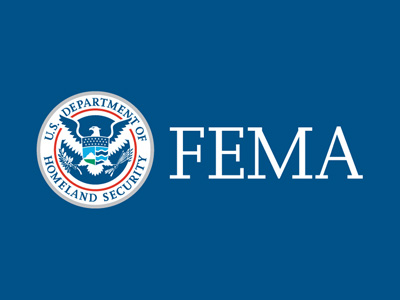 U.S. DEPARTMENT OF
HOMELAND SECURITY
FEMA